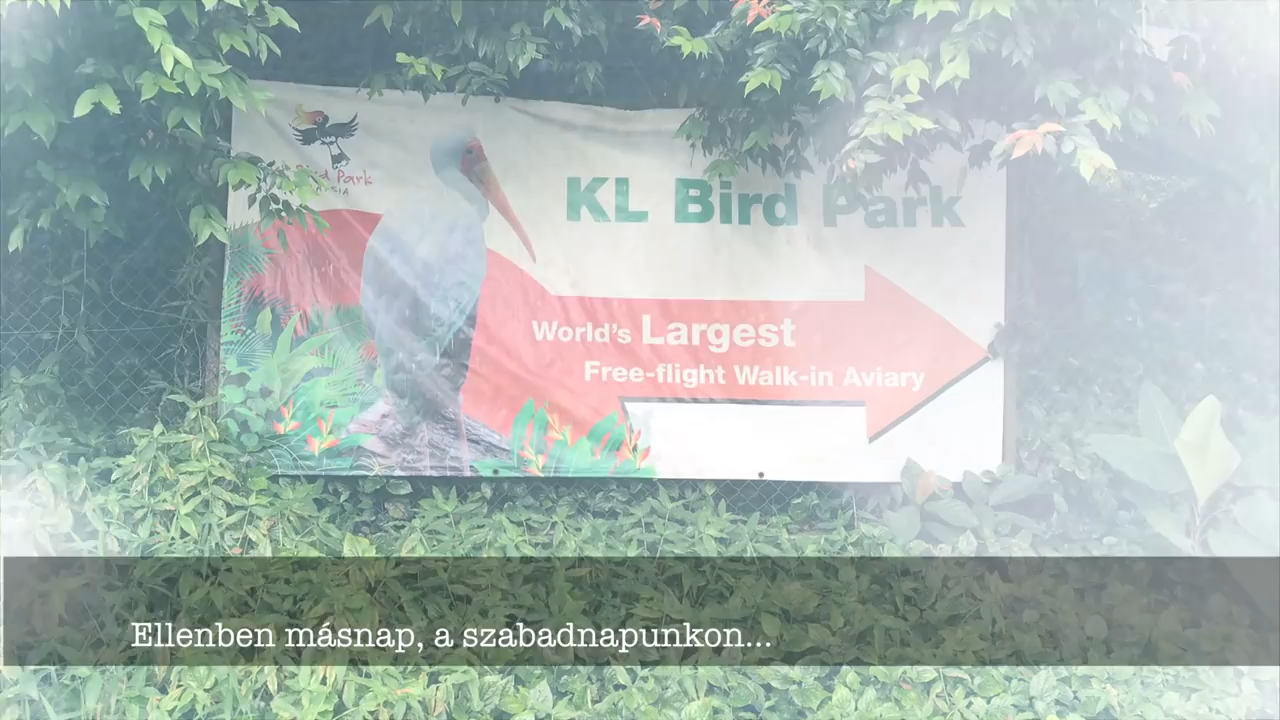 Bird Park
KL Bird Park
World's Largest
Free-flight Walk-in Aviary
Ellenben másnap, a szabadnapunkon...